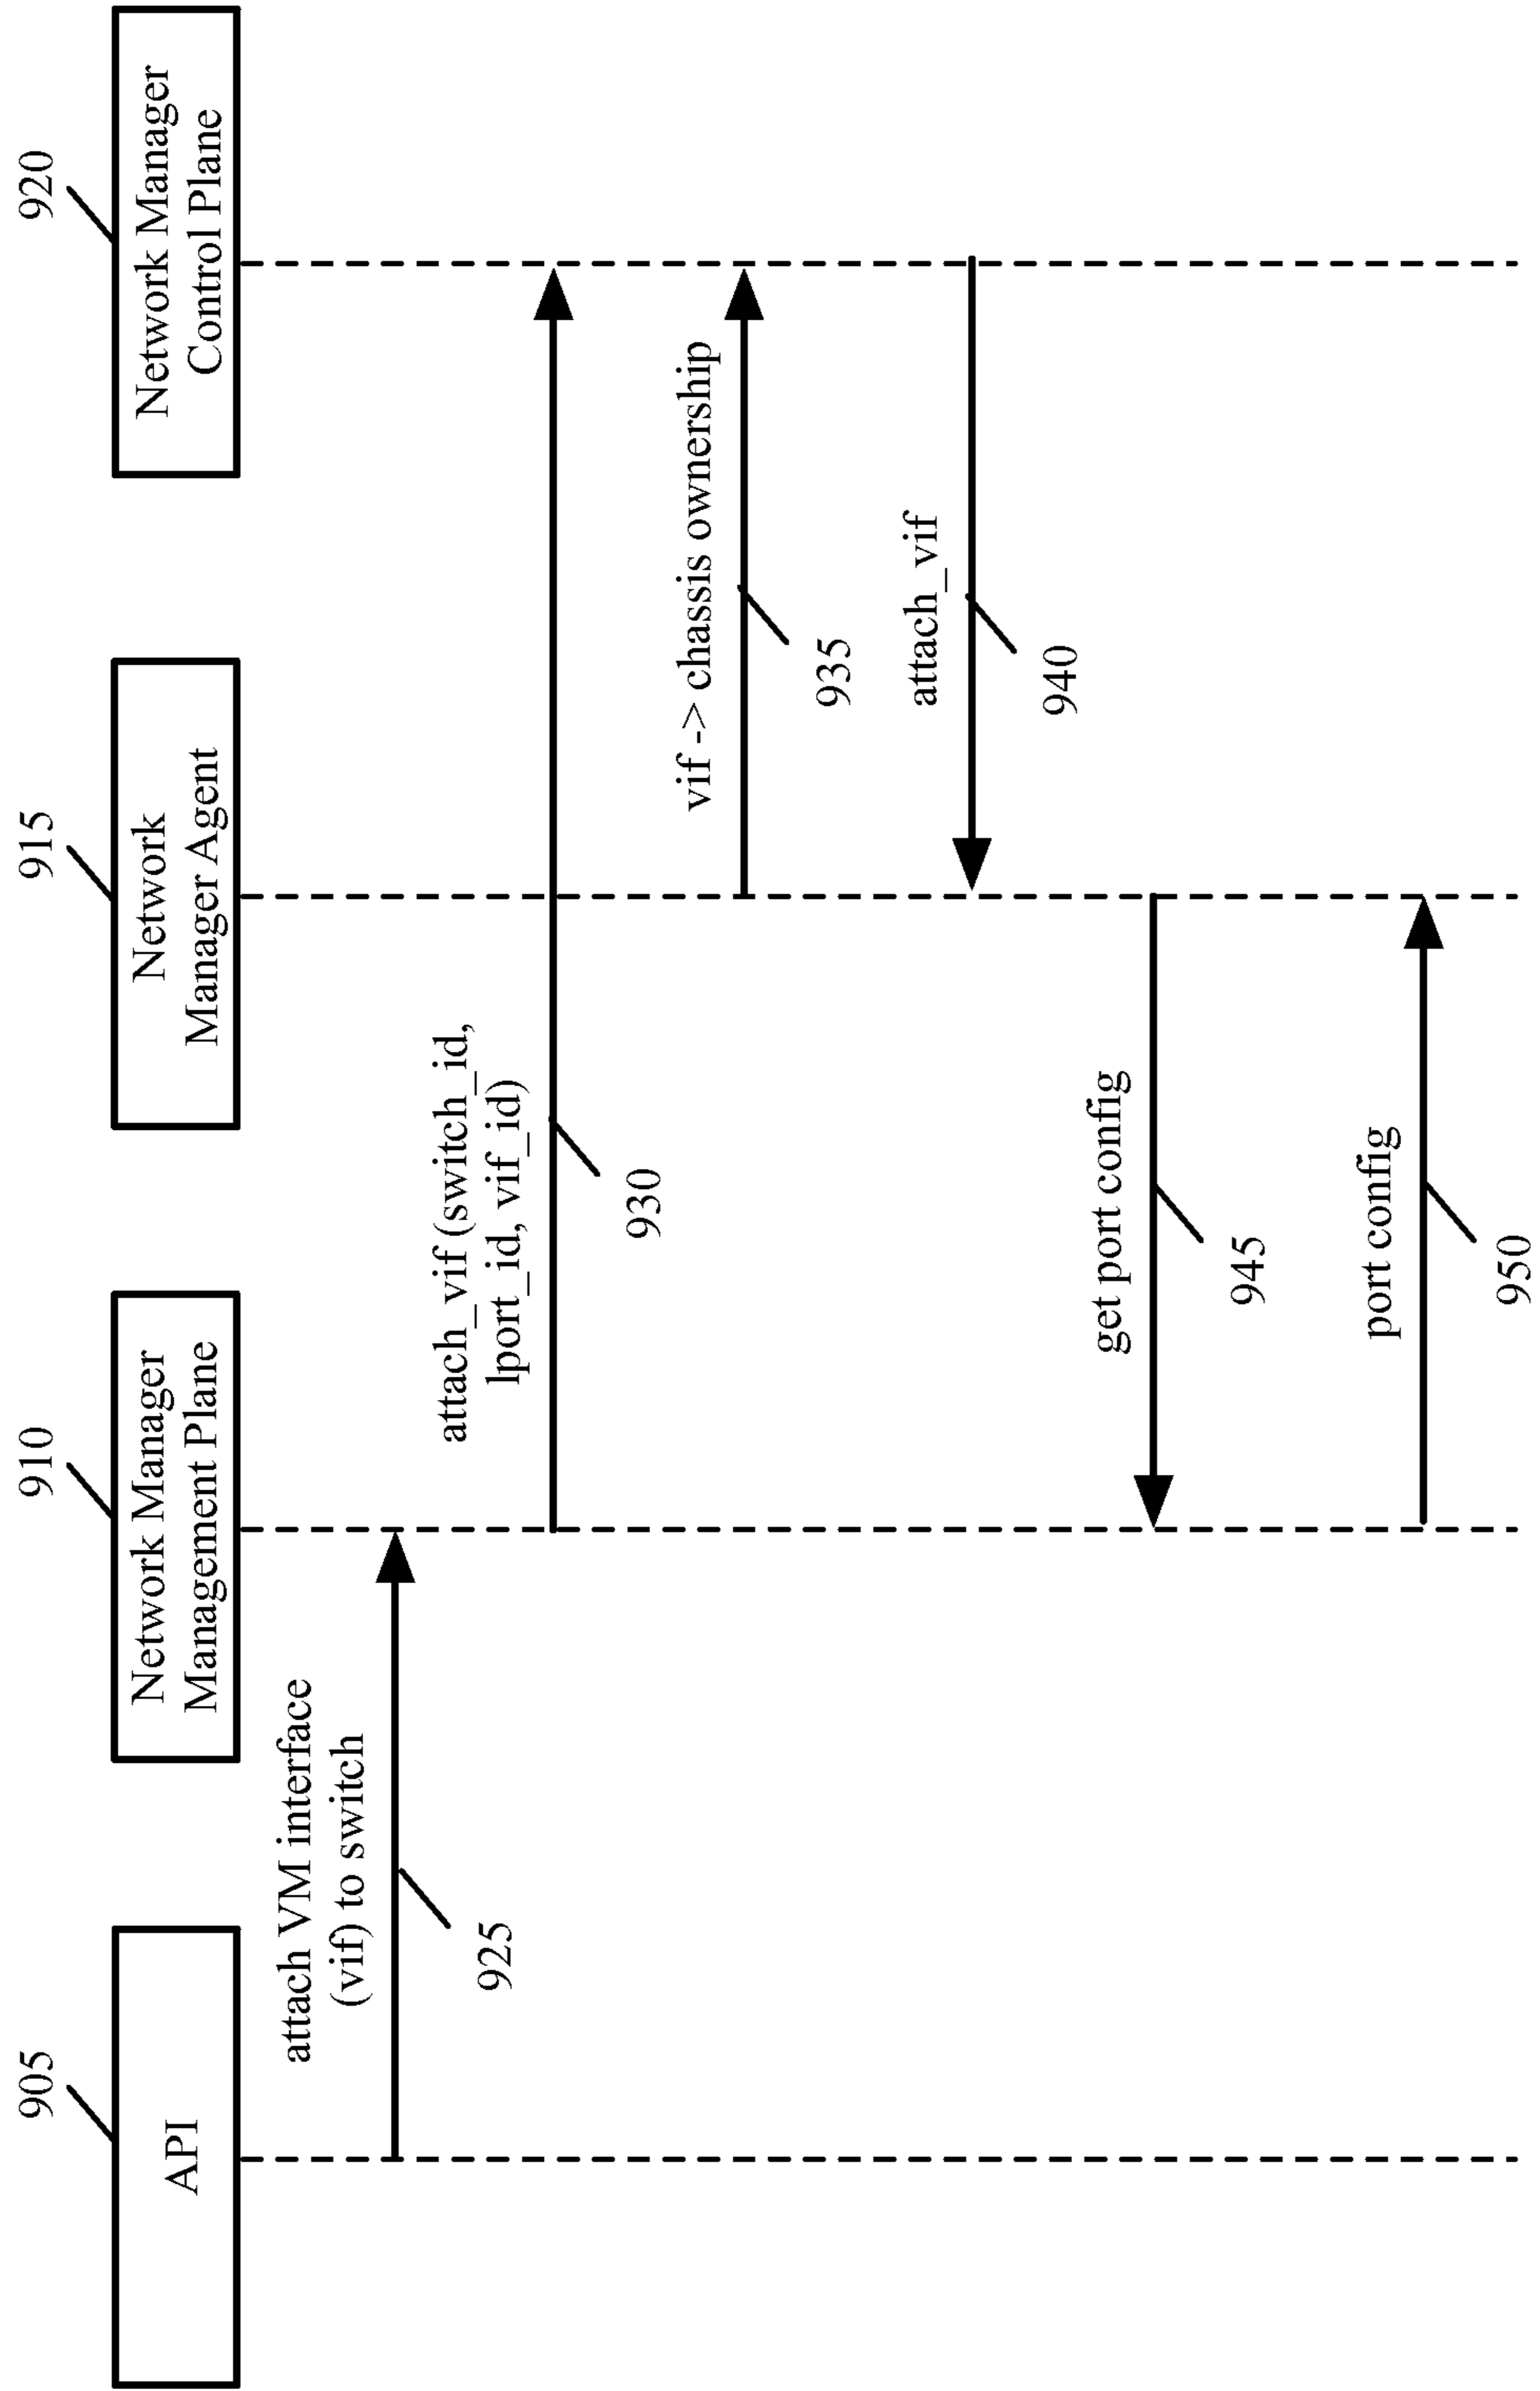 905
910
915
920
API
Network Manager
Management Plane
Network
Manager Agent
Network Manager
Control Plane
attach VM interface
(vif) to switch
925
attach_vif (switch_id,
lport_id, vif_id)
930
vif -> chassis ownership
935
attach_vif
940
get port config
945
port config
950